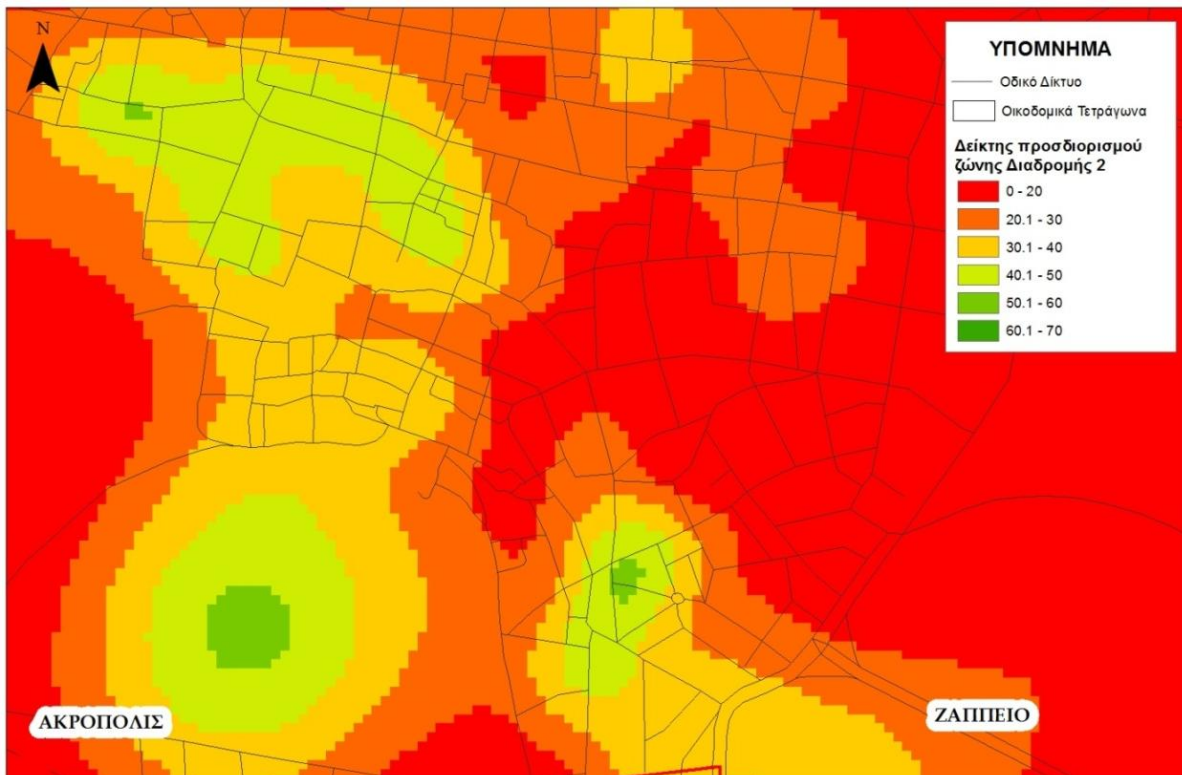 N
ΥΠΟΜΝΗΜΑ
Οδικό Δίκτυο
Οικοδομικά Τετράγωνα
Δείκτης προσδιορισμού
ζώνης Διαδρομής 2
0 - 20
20.1 - 30
30.1 - 40
40.1 - 50
50.1 - 60
60.1 - 70
ΑΚΡΟΠΟΛΙΣ
ΖΑΠΠΕΙΟ